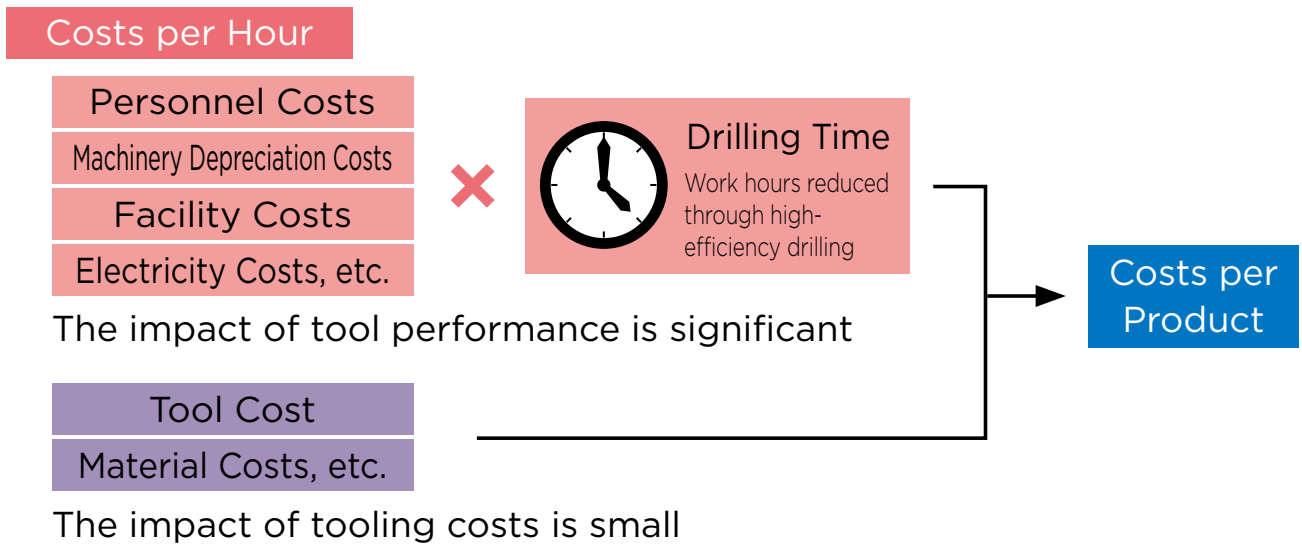 Costs per Hour
Personnel Costs
Machinery Depreciation Costs
Facility Costs
Electricity Costs, etc.
×
Drilling Time
Work hours reduced
through high-
efficiency drilling
The impact of tool performance is significant
Tool Cost
Material Costs, etc.
The impact of tooling costs is small
Costs per
Product